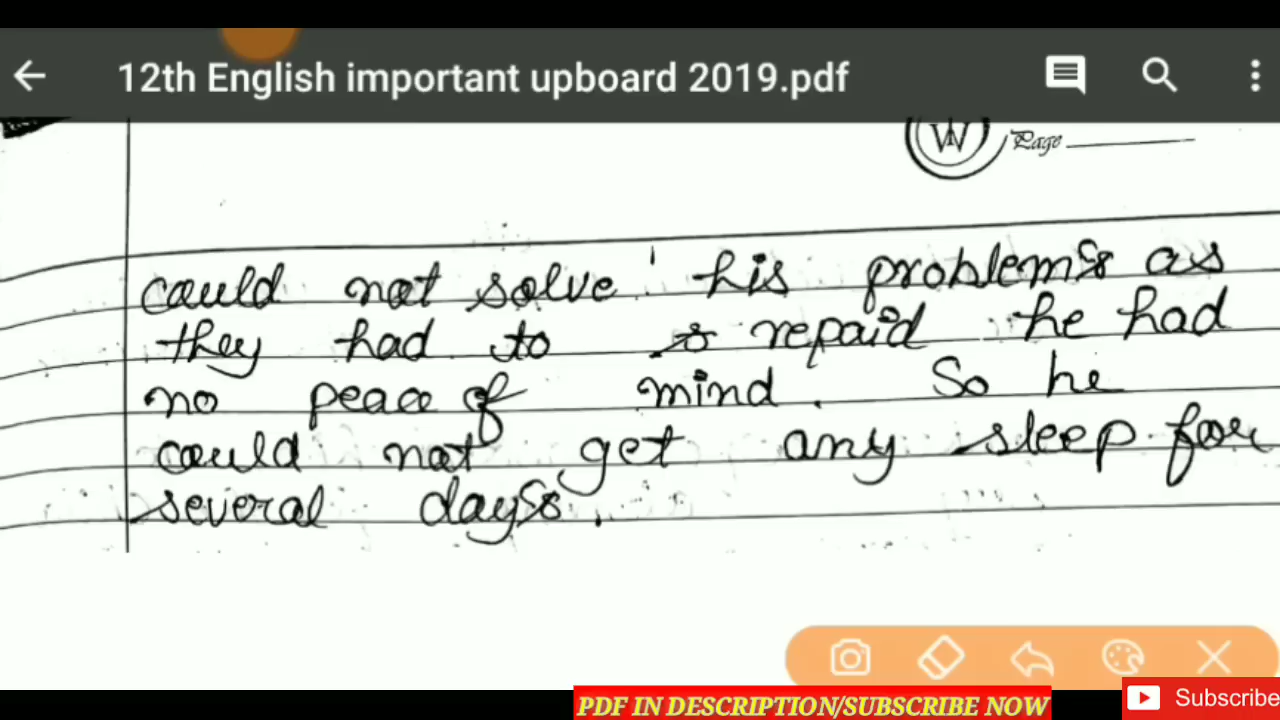 12th English important upboard 2019.pdf
Page
could not solve his problems as
they had to repaid he had
no peace of mind. So he
could not get any sleep for
several days.
PDF IN DESCRIPTION/SUBSCRIBE NOW
Subscribe